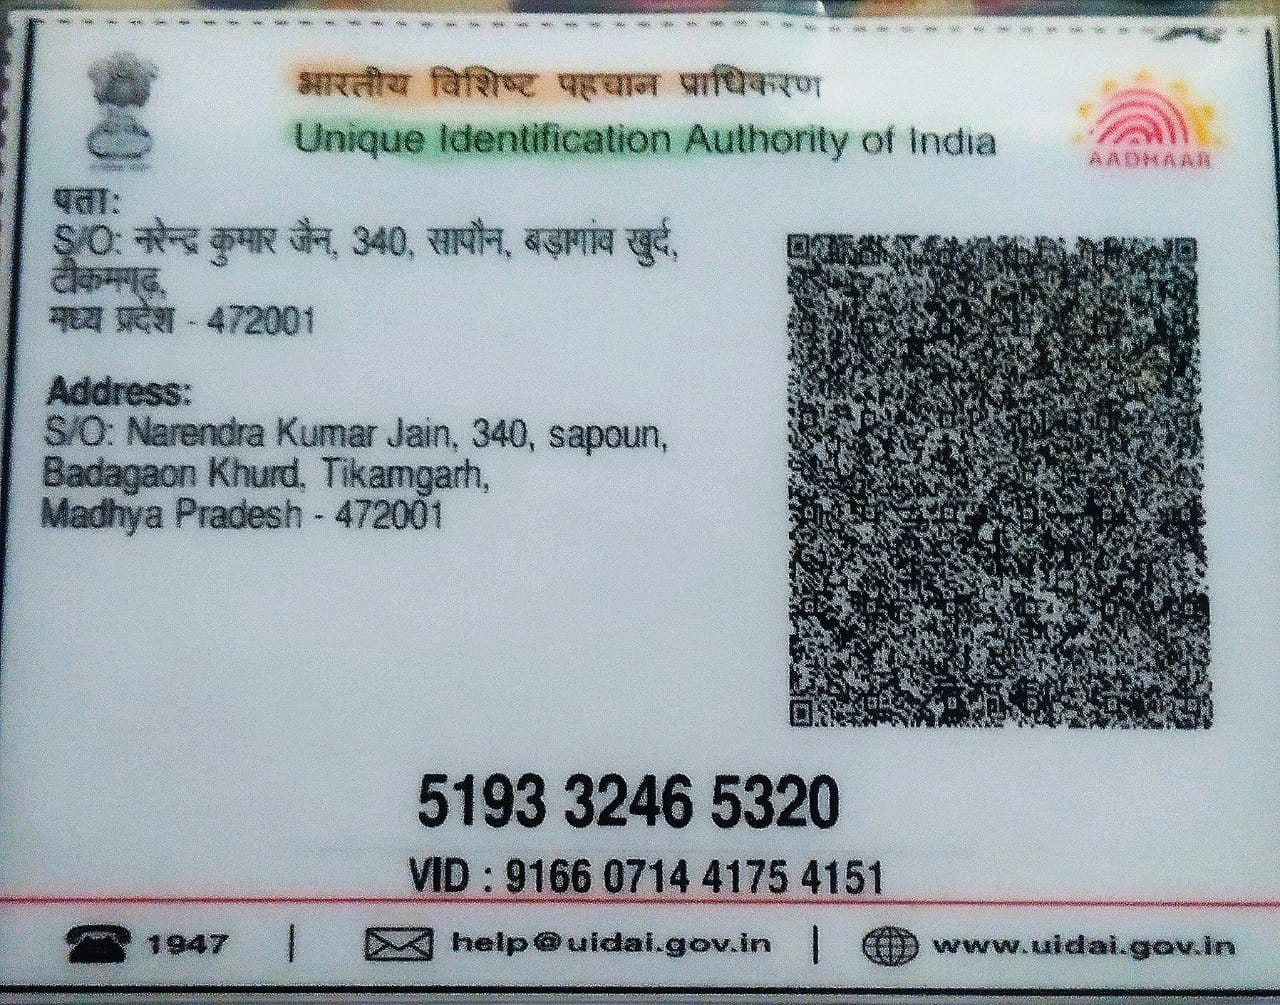 भारतीय विशिष्ट पहचान प्राधिकरण
Unique Identification Authority of India
AADHAAR
पता:
S/O: नरेन्द्र कुमार जैन, 340, सापौन, बड़ागांव खुर्द,
टीकमगढ़,
मध्य प्रदेश - 472001
Address:
S/O: Narendra Kumar Jain, 340, sapoun,
Badagaon Khurd, Tikamgarh,
Madhya Pradesh - 472001
5193 3246 5320
VID : 9166 0714 4175 4151
1947 | help@uidai.gov.in | www.uidai.gov.in